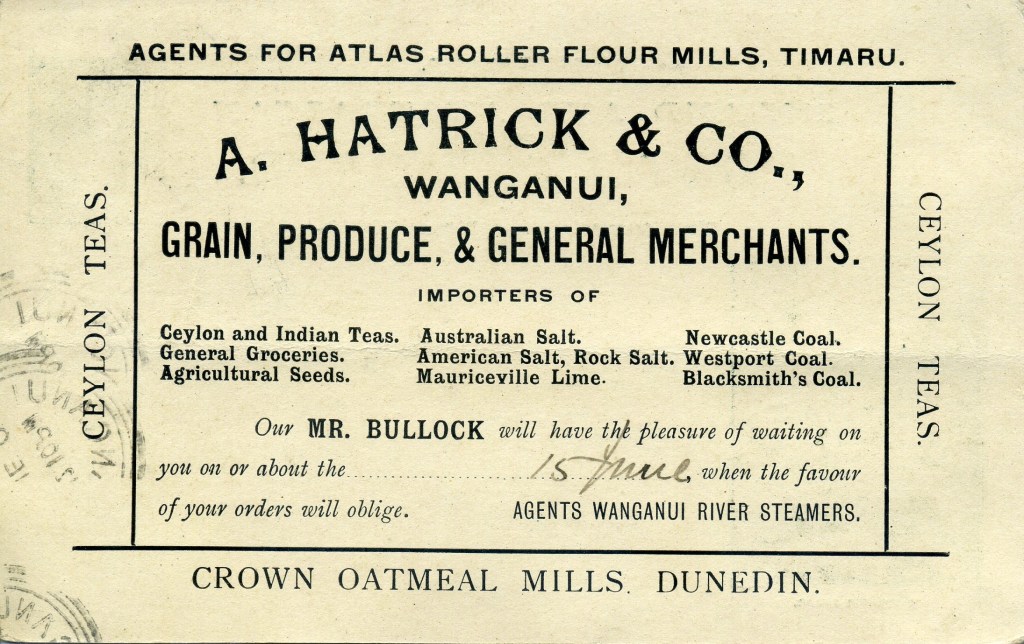 AGENTS FOR ATLAS ROLLER FLOUR MILLS, TIMARU.
CEYLON TEAS.
A. HATRICK & CO.,
WANGANUI,
GRAIN, PRODUCE, & GENERAL MERCHANTS.
IMPORTERS OF
Ceylon and Indian Teas. Australian Salt. Newcastle Coal.
General Groceries. American Salt, Rock Salt. Westport Coal.
Agricultural Seeds. Mauriceville Lime. Blacksmith's Coal.
Our MR. BULLOCK will have the pleasure of waiting on
you on or about the 15 June, when the favour
of your orders will oblige. AGENTS WANGANUI RIVER STEAMERS.
CEYLON TEAS.
CROWN OATMEAL MILLS. DUNEDIN.